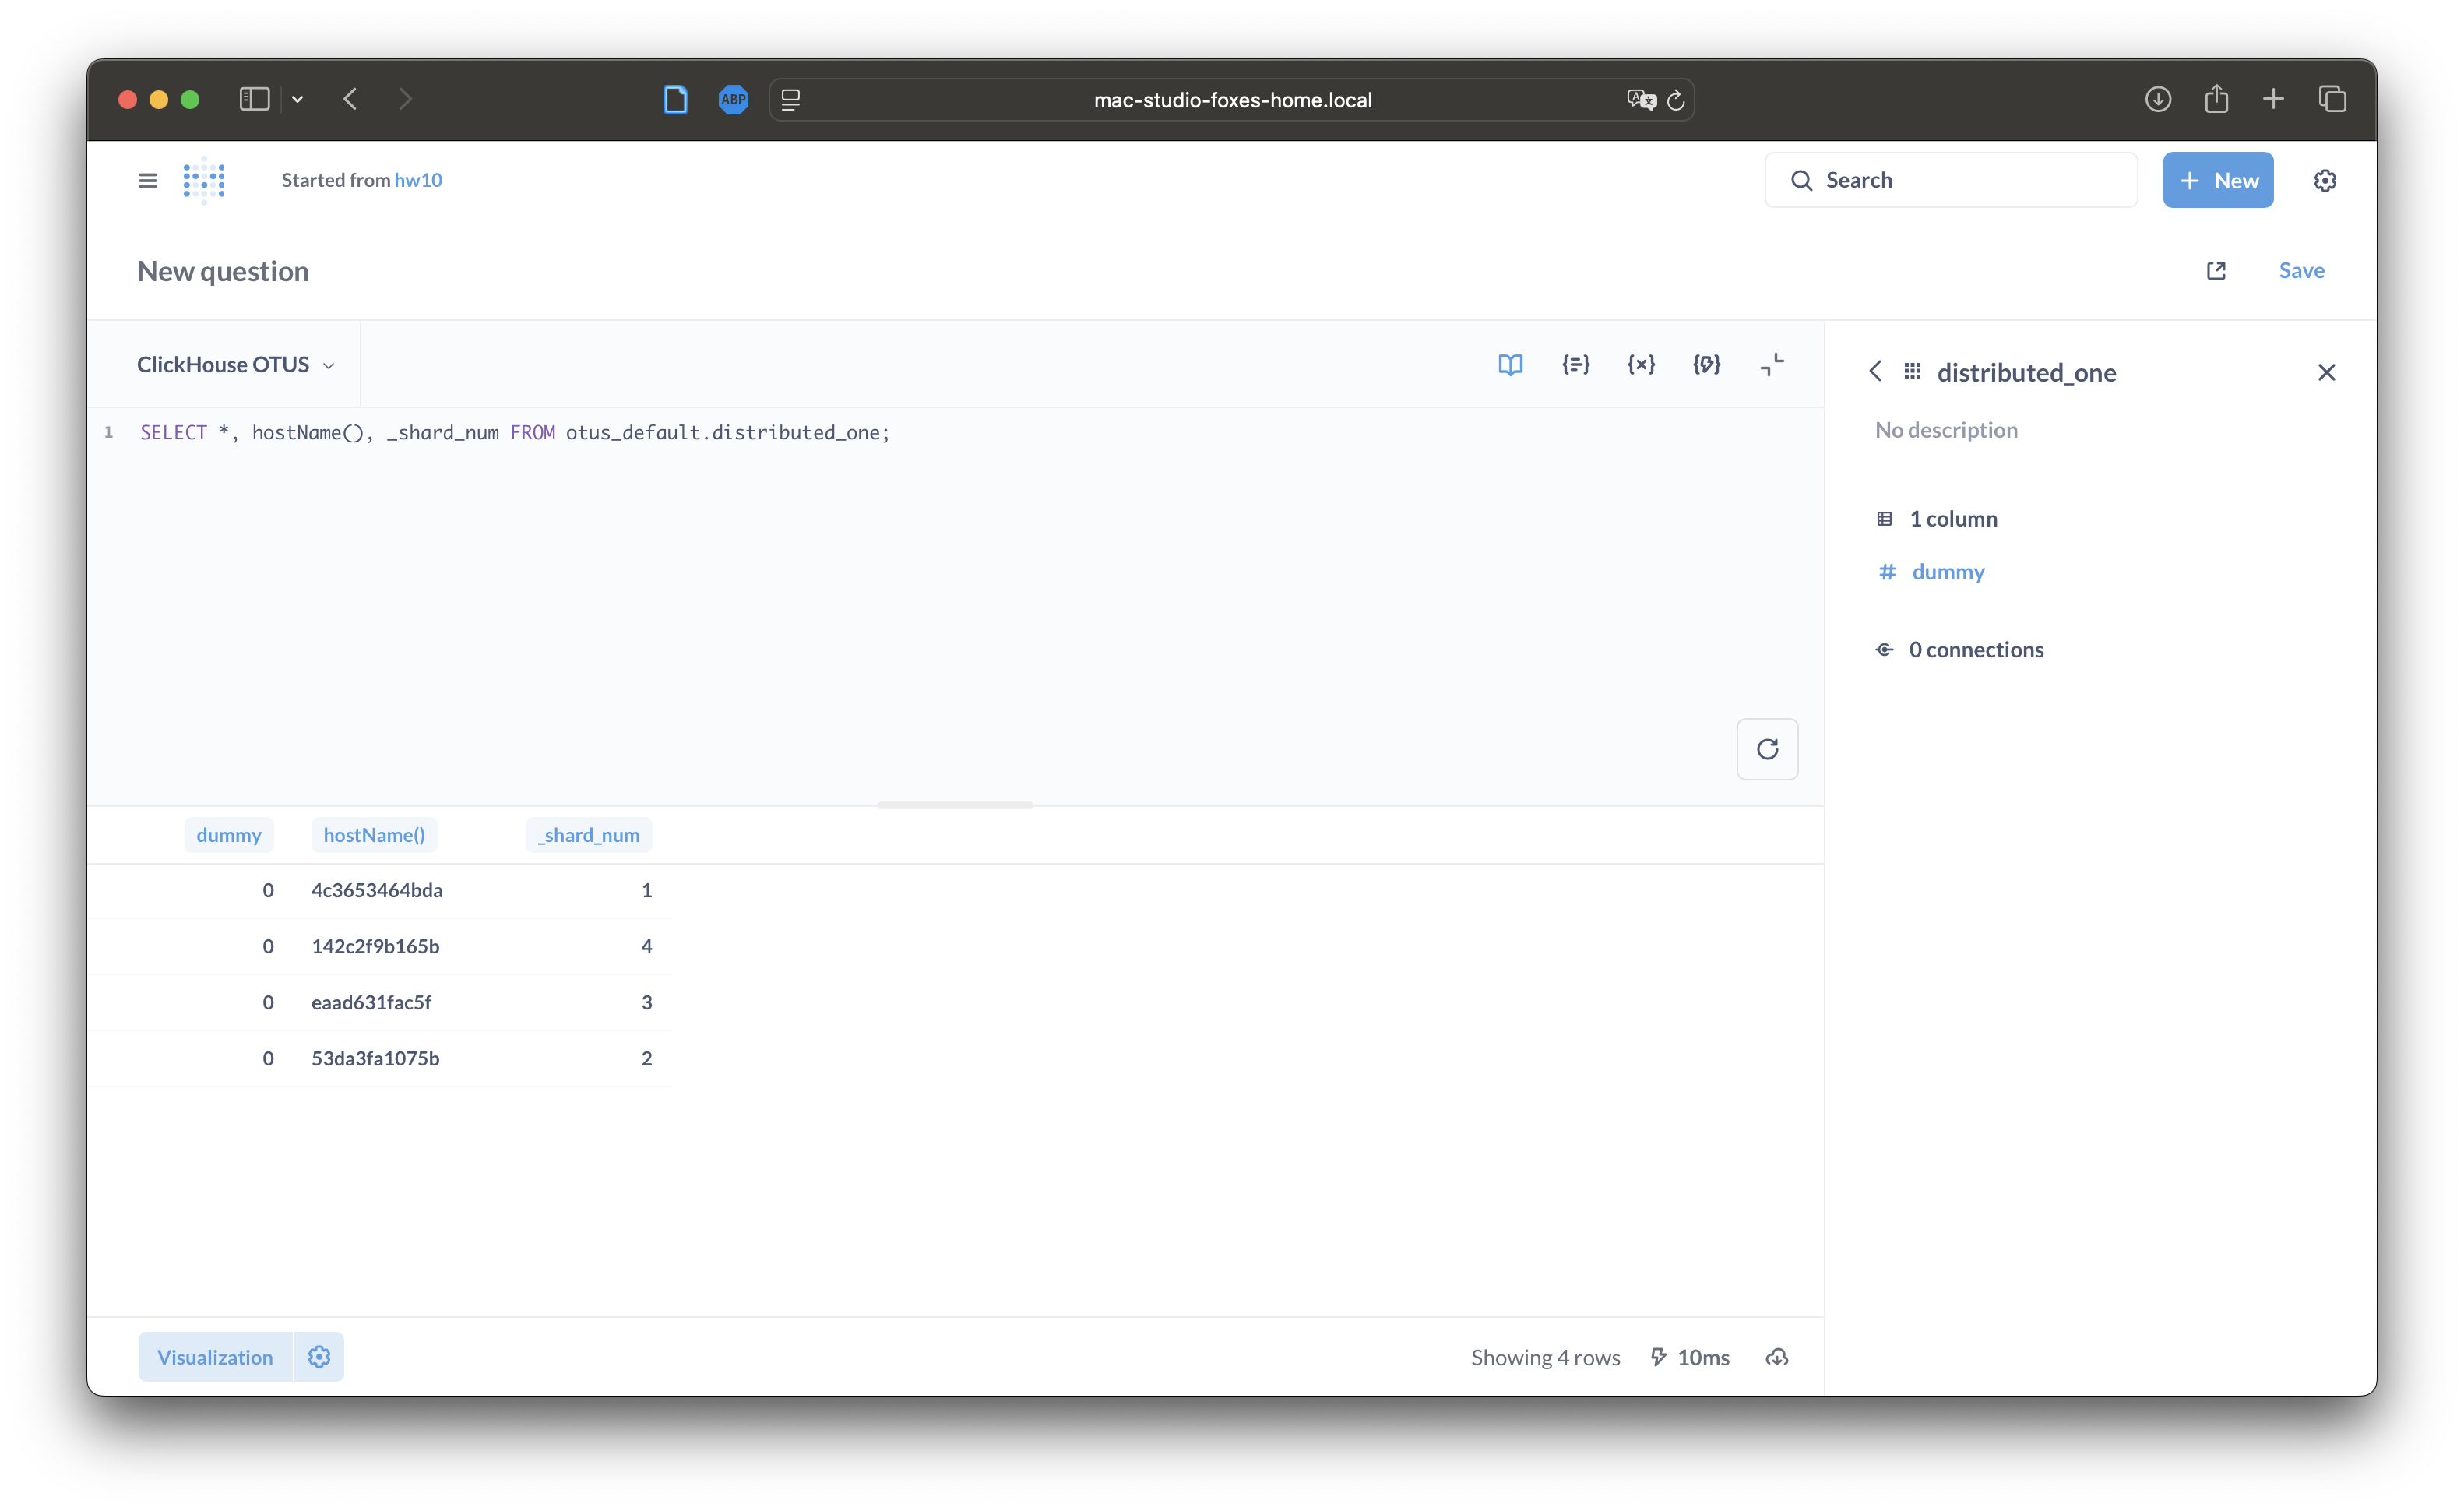 ABP
mac-studio-foxes-home.local
Started from hw10
Search
New
New question
Save
ClickHouse OTUS
distributed_one
No description
1 column
dummy
0 connections
1 SELECT *, hostName(), _shard_num FROM otus_default.distributed_one;
dummy hostName() _shard_num
0 4c3653464bda 1
0 142c2f9b165b 4
0 eaad631fac5f 3
0 53da3fa1075b 2
Visualization
Showing 4 rows 10ms